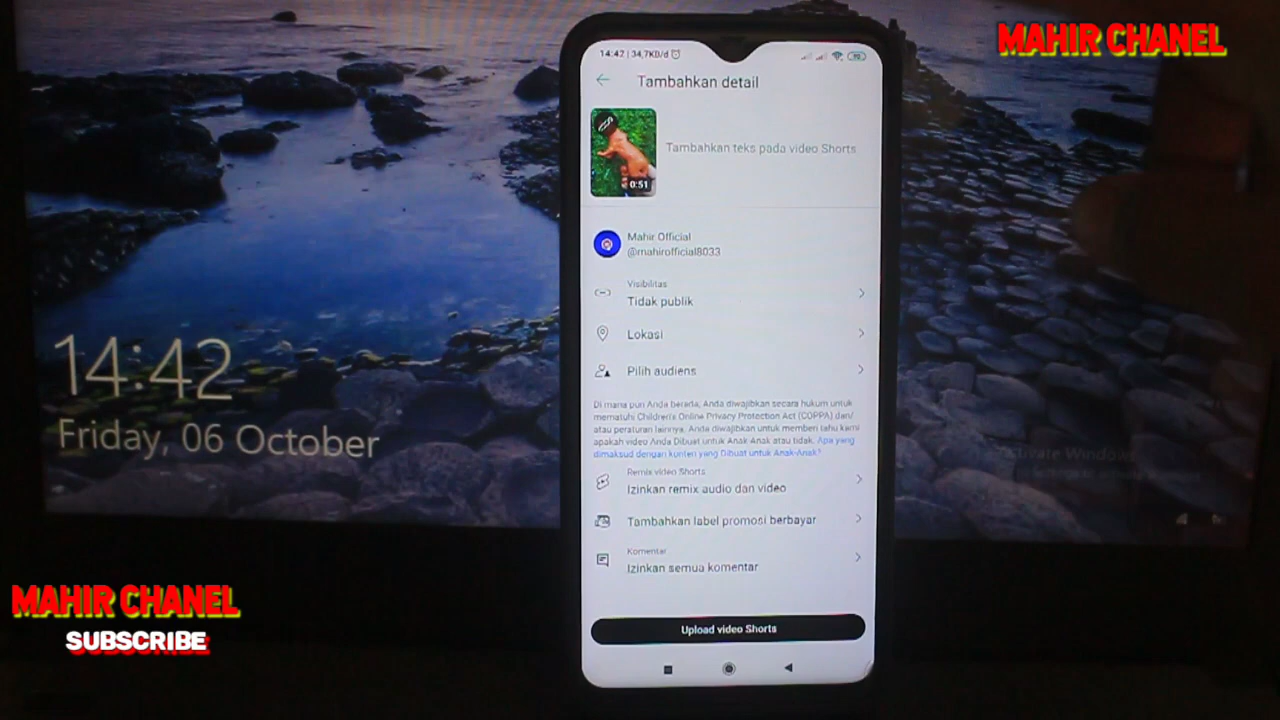 MAHIR CHANEL
14:42 | 34,7KB/d
Tambahkan detail
0:51
Tambahkan teks pada video Shorts
Mahir Official
@mahirofficial8033
Visibilitas
Tidak publik
Lokasi
Pilih audiens
Di mana pun Anda berada, Anda diwajibkan secara hukum untuk
mematuhi Children's Online Privacy Protection Act (COPPA) dan/
atau peraturan lainnya. Anda diwajibkan untuk memberi tahu kami
apakah video Anda Dibuat untuk Anak-Anak atau tidak. Apa yang
dimaksud dengan konten yang Dibuat untuk Anak-Anak?
Remix video Shorts
Izinkan remix audio dan video
Tambahkan label promosi berbayar
Komentar
Izinkan semua komentar
Upload video Shorts
14:42
Friday, 06 October
Activate Windows
MAHIR CHANEL
SUBSCRIBE